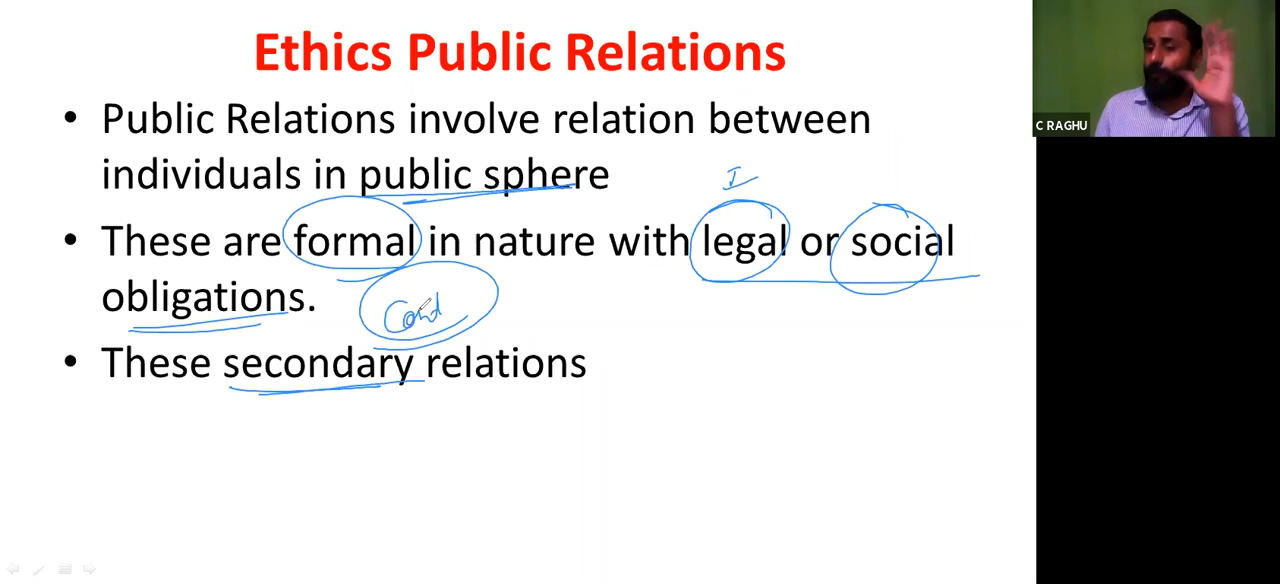 Ethics Public Relations
• Public Relations involve relation between
individuals in public sphere
I
• These are formal in nature with legal or social
obligations.
• These secondary relations
C RAGHU